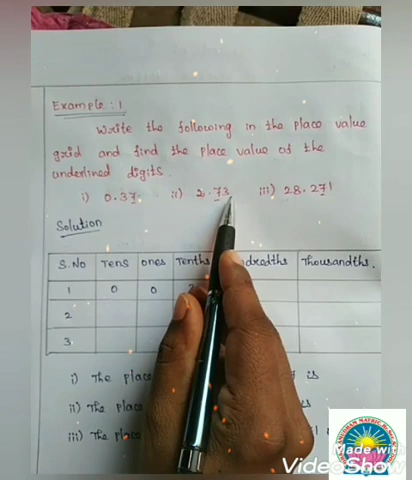 Example : 1
Write the following in the place value
grid and find the place value of the
underlined digits.
i) 0.37. ii) 2.73 iii) 28.271
Solution
S.No Tens Ones Tenths Thousandths.
1 0 0
2
3
i) The place is
ii) The place is
iii) The place
Made with
VideoShow